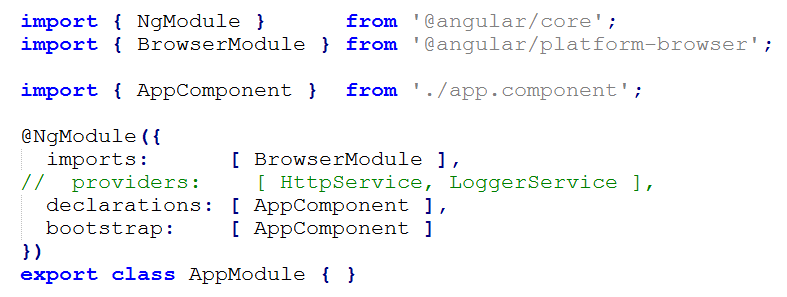 import { NgModule }      from '@angular/core';
import { BrowserModule } from '@angular/platform-browser';
import { AppComponent }  from './app.component';
@NgModule({
  imports:      [ BrowserModule ],
//  providers:    [ HttpService, LoggerService ],
  declarations: [ AppComponent ],
  bootstrap:    [ AppComponent ]
})
export class AppModule { }